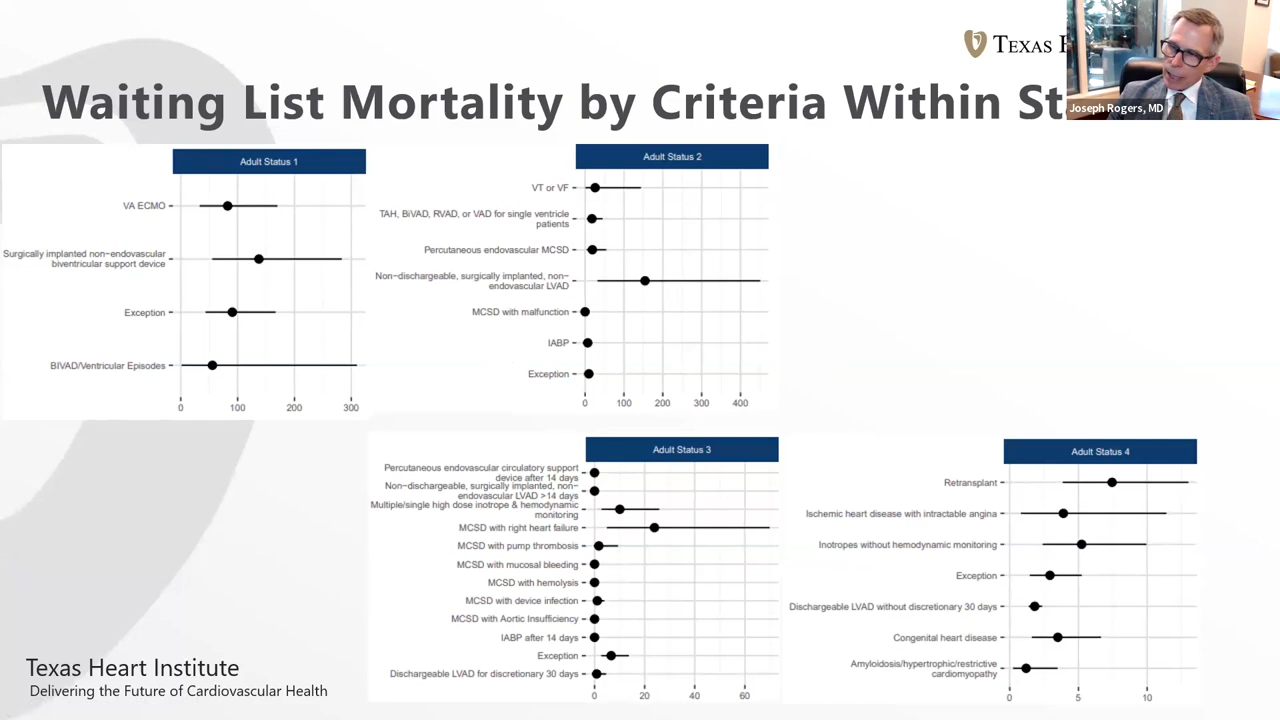 TEXAS
Joseph Rogers, MD
Waiting List Mortality by Criteria Within
Adult Status 1
VA ECMO
Surgically implanted non-endovascular
biventricular support device
Exception
BIVAD/Ventricular Episodes
0 100 200 300
Adult Status 2
VT or VF
TAH, BiVAD, RVAD, or VAD for single ventricle
patients
Percutaneous endovascular MCSD
Non-dischargeable, surgically implanted, non-
endovascular LVAD
MCSD with malfunction
IABP
Exception
0 100 200 300 400
Adult Status 3
Percutaneous endovascular circulatory support
device after 14 days
Non-dischargeable, surgically implanted, non-
endovascular LVAD >14 days
Multiple/single high dose inotrope & hemodynamic
monitoring
MCSD with right heart failure
MCSD with pump thrombosis
MCSD with mucosal bleeding
MCSD with hemolysis
MCSD with device infection
MCSD with Aortic Insufficiency
IABP after 14 days
Exception
Dischargeable LVAD for discretionary 30 days
0 20 40 60
Adult Status 4
Retransplant
Ischemic heart disease with intractable angina
Inotropes without hemodynamic monitoring
Exception
Dischargeable LVAD without discretionary 30 days
Congenital heart disease
Amyloidosis/hypertrophic/restrictive
cardiomyopathy
0 5 10
Texas Heart Institute
Delivering the Future of Cardiovascular Health